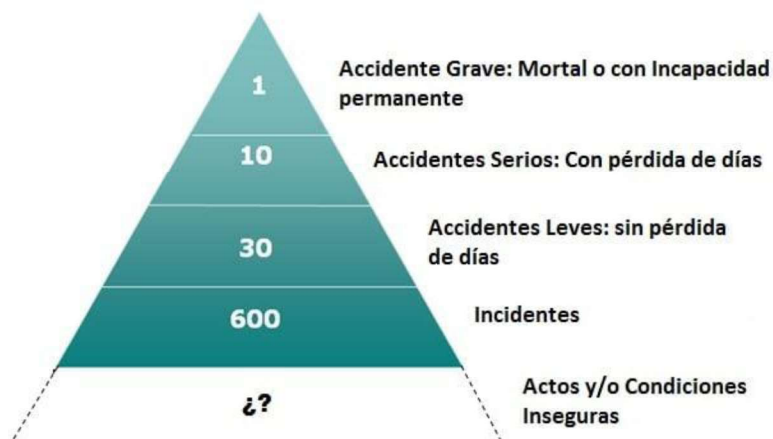 1
Accidente Grave: Mortal o con Incapacidad
permanente
10
Accidentes Serios: Con pérdida de días
30
Accidentes Leves: sin pérdida
de días
600
Incidentes
¿?
Actos y/o Condiciones
Inseguras